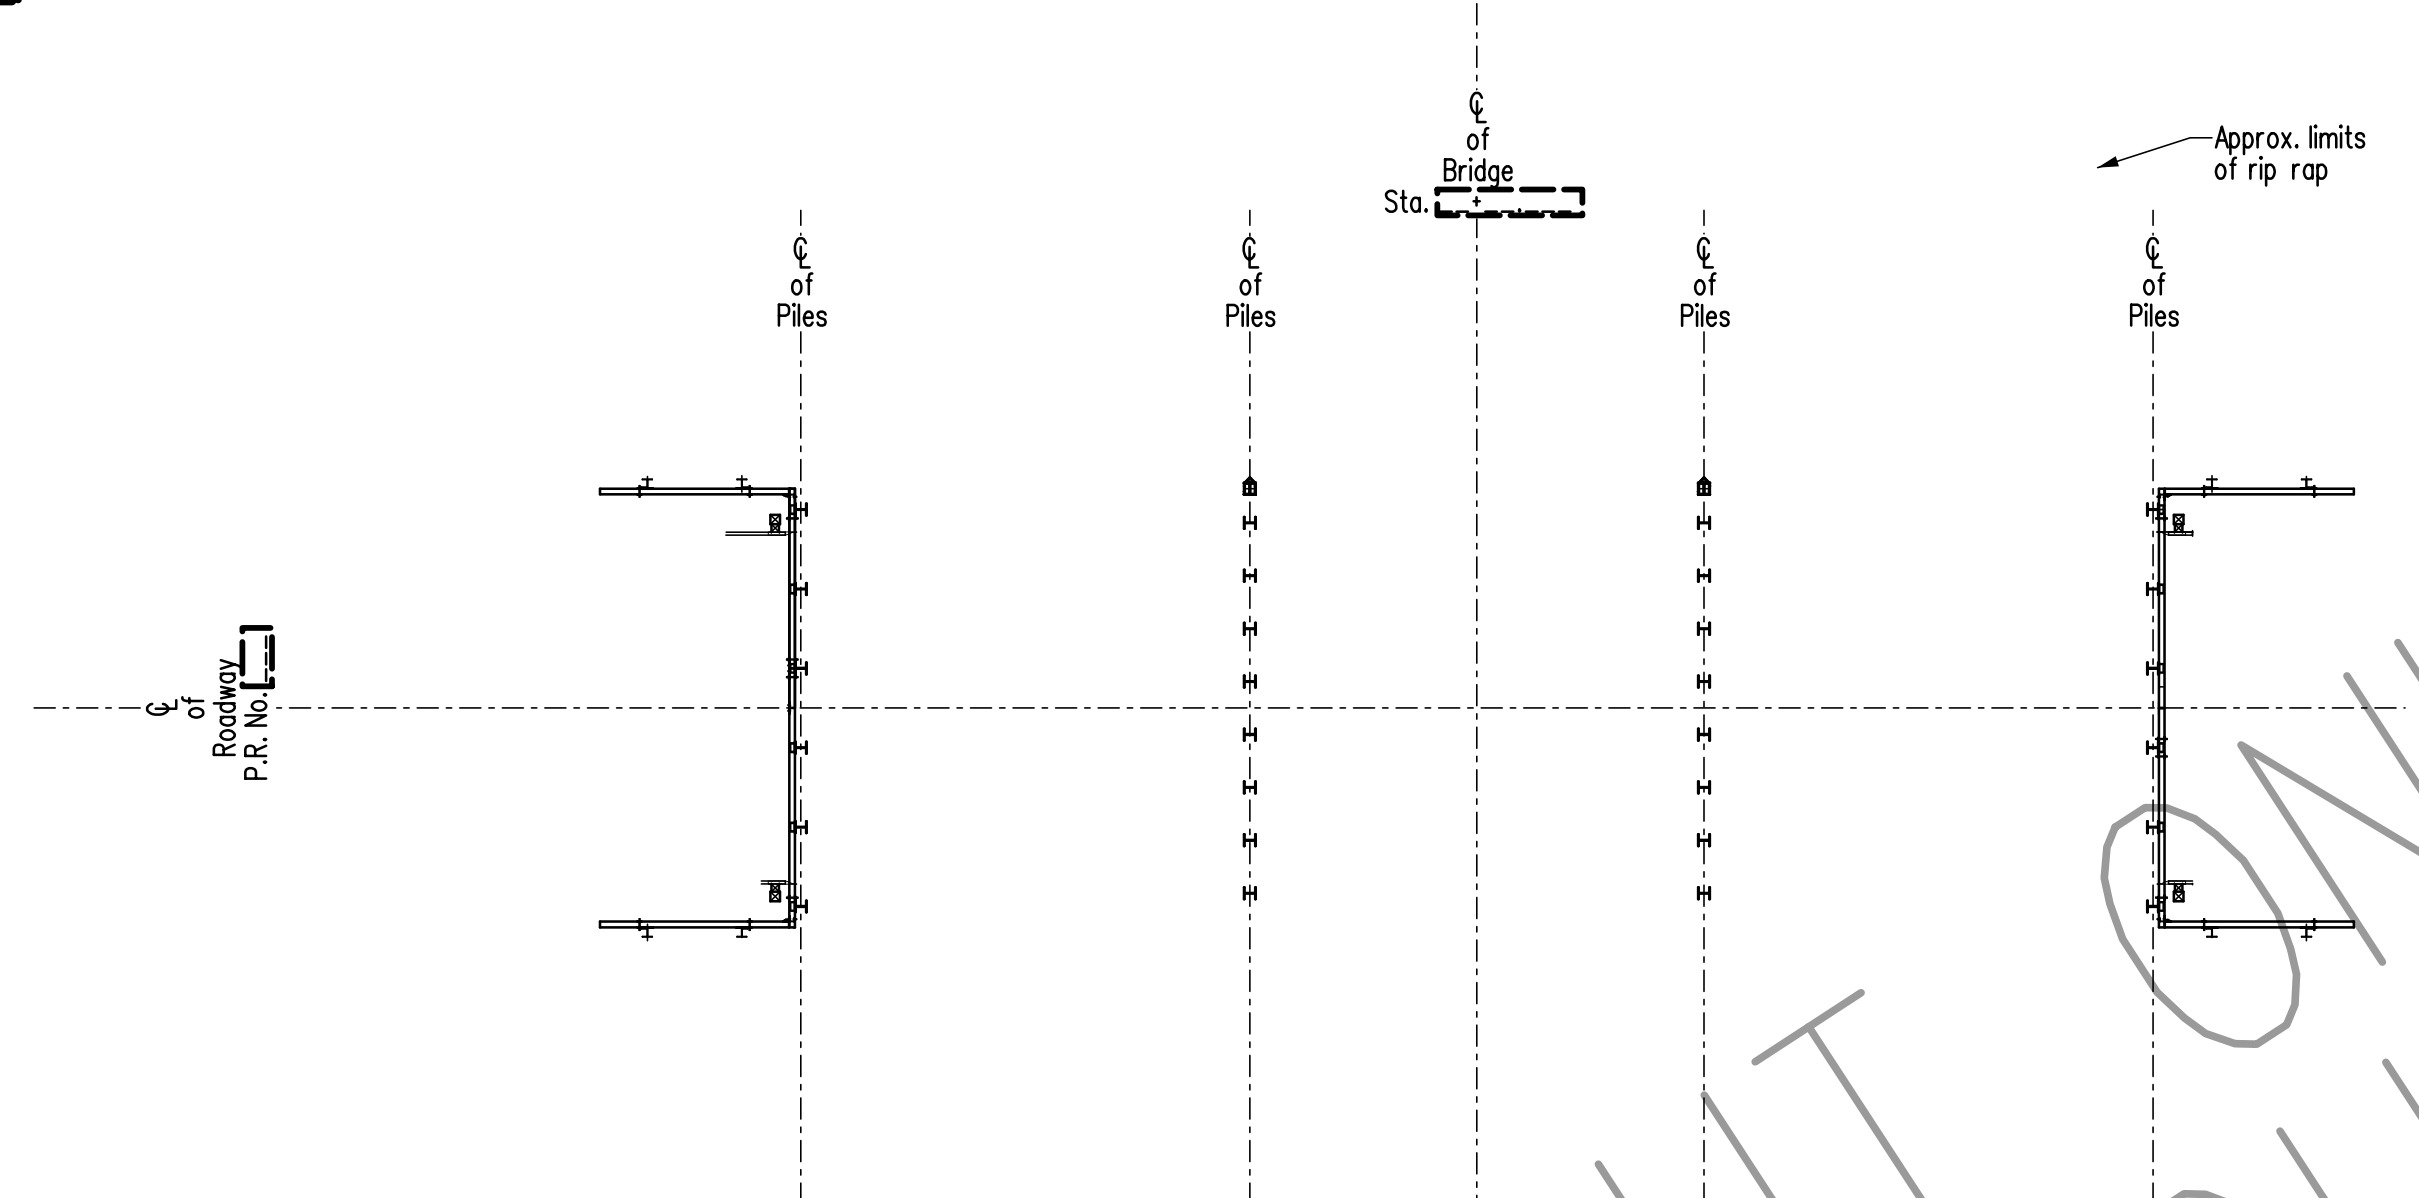 ℄
of
Bridge
Sta. +
Approx. limits
of rip rap
℄
of
Piles
℄
of
Piles
℄
of
Piles
℄
of
Piles
℄
of
Roadway
P.R. No.